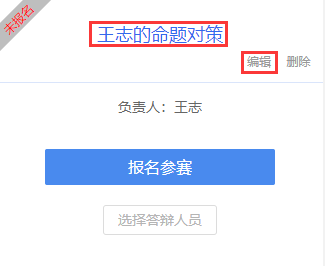 未报名
王志的命题对策
编辑 删除
负责人：王志
报名参赛
选择答辩人员